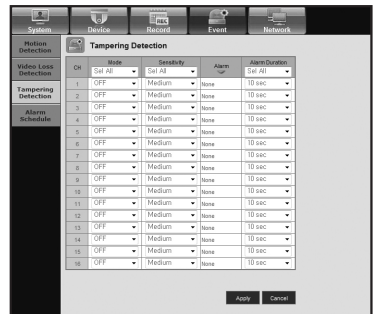 System Device Record Event Network
REC
Motion Detection
Video Loss Detection
Tampering Detection
Alarm Schedule
Tampering Detection
CH Mode Sensitivity Alarm Alarm Duration
Sel All Sel All Sel All
1 OFF Medium None 10 sec
2 OFF Medium None 10 sec
3 OFF Medium None 10 sec
4 OFF Medium None 10 sec
5 OFF Medium None 10 sec
6 OFF Medium None 10 sec
7 OFF Medium None 10 sec
8 OFF Medium None 10 sec
9 OFF Medium None 10 sec
10 OFF Medium None 10 sec
11 OFF Medium None 10 sec
12 OFF Medium None 10 sec
13 OFF Medium None 10 sec
14 OFF Medium None 10 sec
15 OFF Medium None 10 sec
16 OFF Medium None 10 sec
Apply Cancel